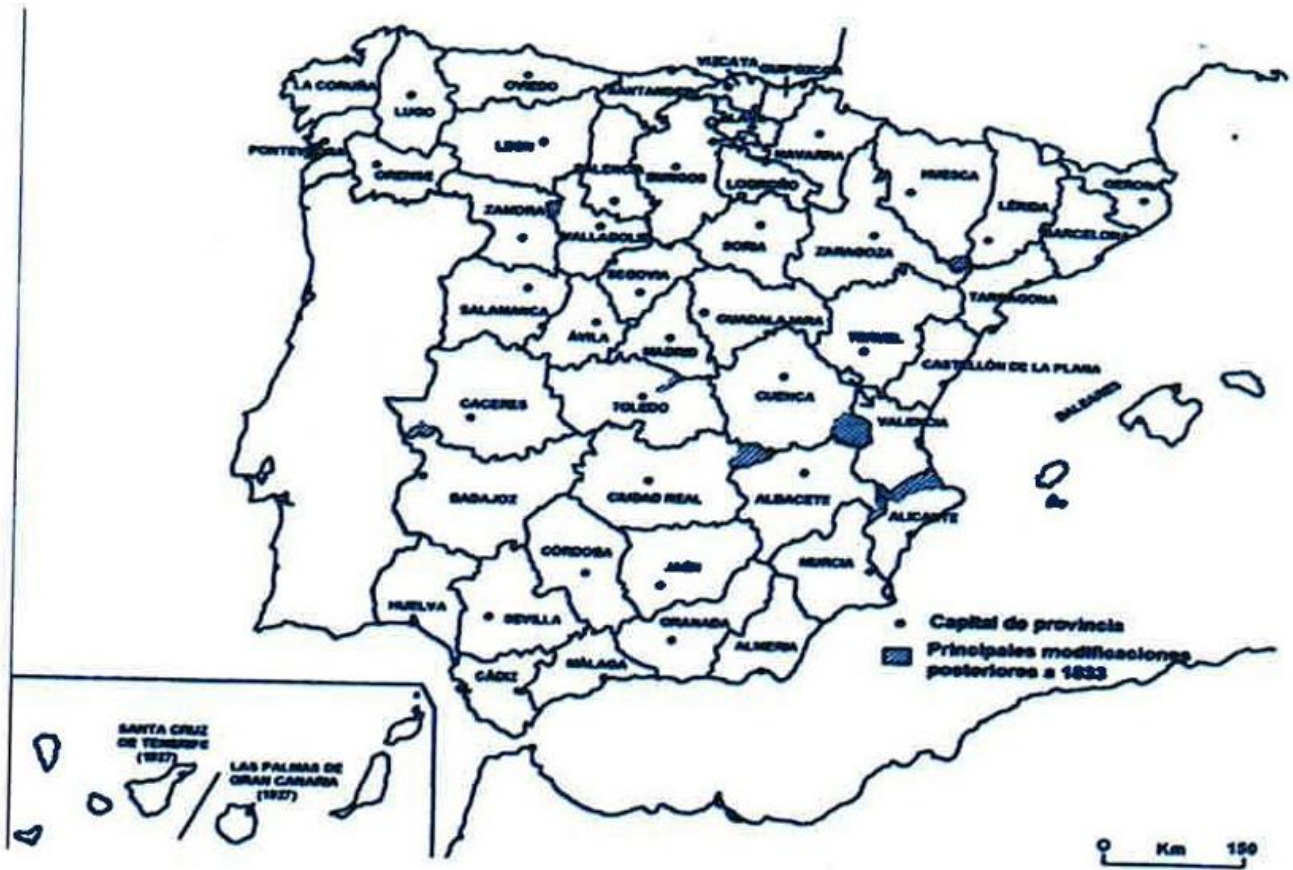 VIZCAYA
GUIPÚZCOA
LA CORUÑA
OVIEDO
SANTANDER
LUGO
ÁLAVA
PONTEVEDRA
LEÓN
NAVARRA
ORENSE
PALENCIA
BURGOS
LOGROÑO
HUESCA
GERONA
LÉRIDA
ZAMORA
VALLADOLID
SORIA
ZARAGOZA
BARCELONA
SEGOVIA
SALAMANCA
GUADALAJARA
TARRAGONA
ÁVILA
MADRID
TERUEL
CASTELLÓN DE LA PLANA
CACERES
TOLEDO
CUENCA
BALEARES
VALENCIA
BADAJOZ
CIUDAD REAL
ALBACETE
ALICANTE
CÓRDOBA
JAÉN
MURCIA
HUELVA
SEVILLA
GRANADA
ALMERIA
CÁDIZ
MÁLAGA
Capital de provincia
Principales modificaciones
posteriores a 1833
SANTA CRUZ
DE TENERIFE
(1927)
LAS PALMAS DE
GRAN CANARIA
(1927)
0 Km 150